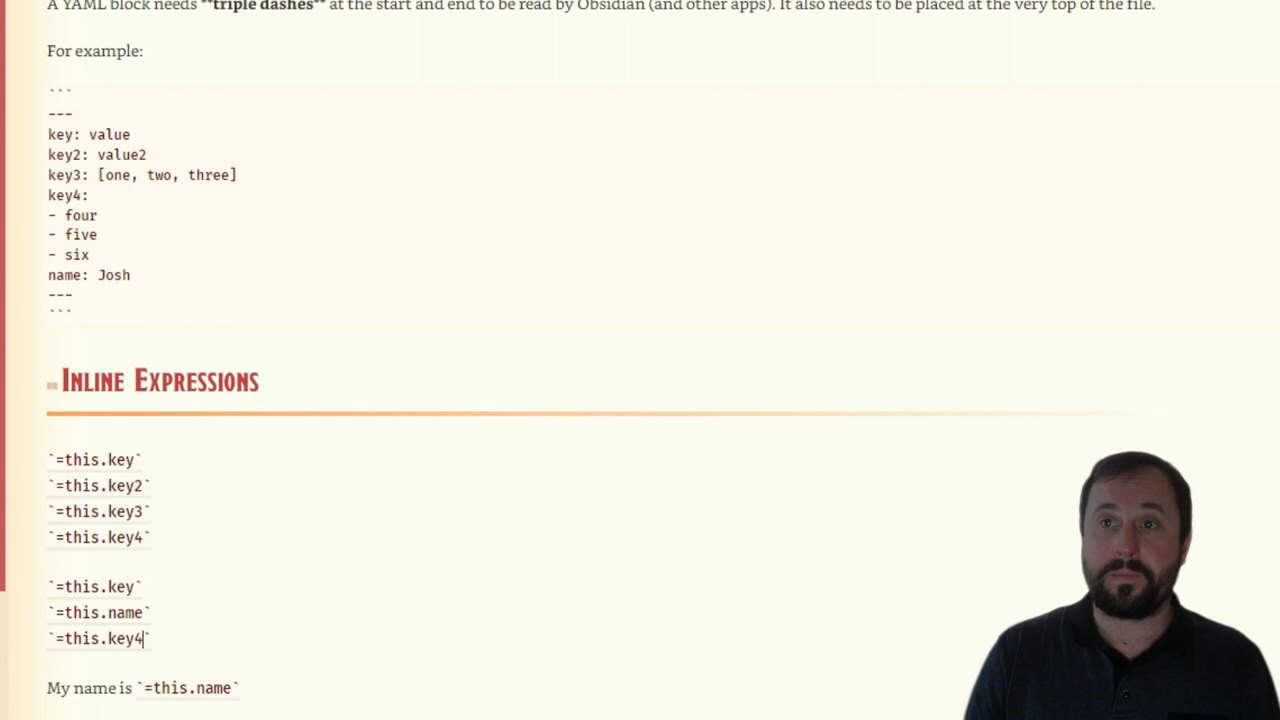 A YAML block needs **triple dashes** at the start and end to be read by Obsidian (and other apps). It also needs to be placed at the very top of the file.
For example:
```
---
key: value
key2: value2
key3: [one, two, three]
key4:
- four
- five
- six
name: Josh
---
```
Inline Expressions
`=this.key`
`=this.key2`
`=this.key3`
`=this.key4`
`=this.key`
`=this.name`
`=this.key4`
My name is `=this.name`